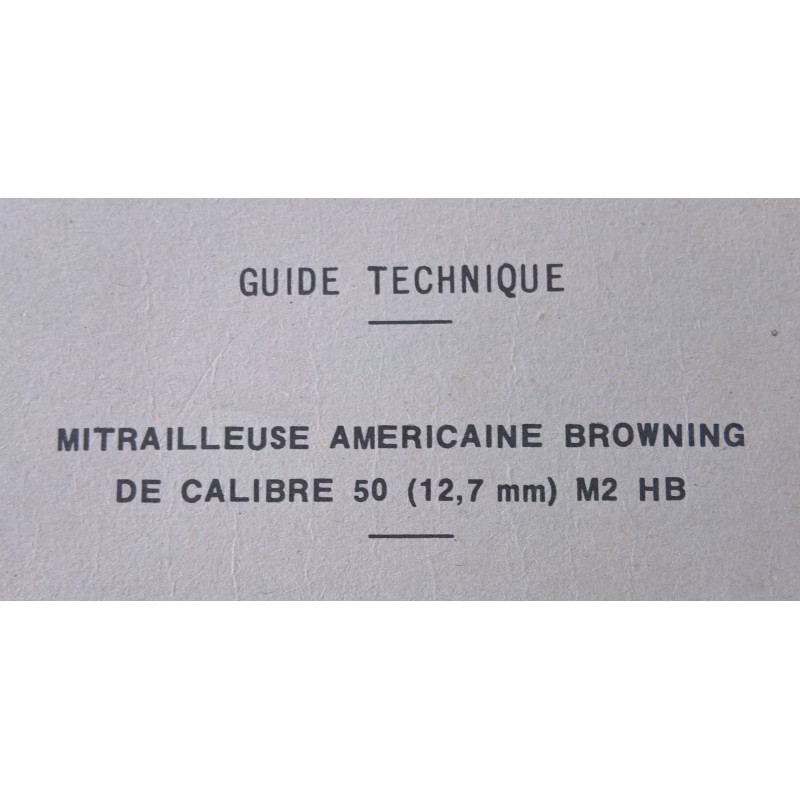 GUIDE TECHNIQUE
MITRAILLEUSE AMERICAINE BROWNING
DE CALIBRE 50 (12,7 mm) M2 HB